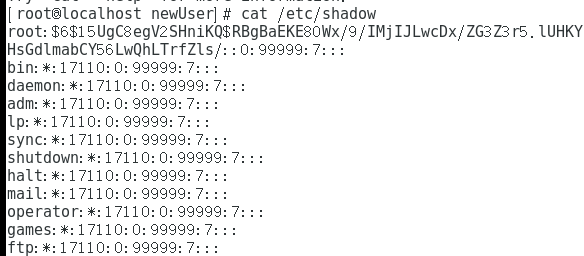 [root@localhost newUser]# cat /etc/shadow
root:$6$15UgC8egV2SHniKQ$RBgBaEKE80Wx/9/IMjIJLwcDx/ZG3Z3r5.lUHKY
HsGdlmabCY56LwQhLTrfZls/::0:99999:7:::
bin:*:17110:0:99999:7:::
daemon:*:17110:0:99999:7:::
adm:*:17110:0:99999:7:::
lp:*:17110:0:99999:7:::
sync:*:17110:0:99999:7:::
shutdown:*:17110:0:99999:7:::
halt:*:17110:0:99999:7:::
mail:*:17110:0:99999:7:::
operator:*:17110:0:99999:7:::
games:*:17110:0:99999:7:::
ftp:*:17110:0:99999:7:::